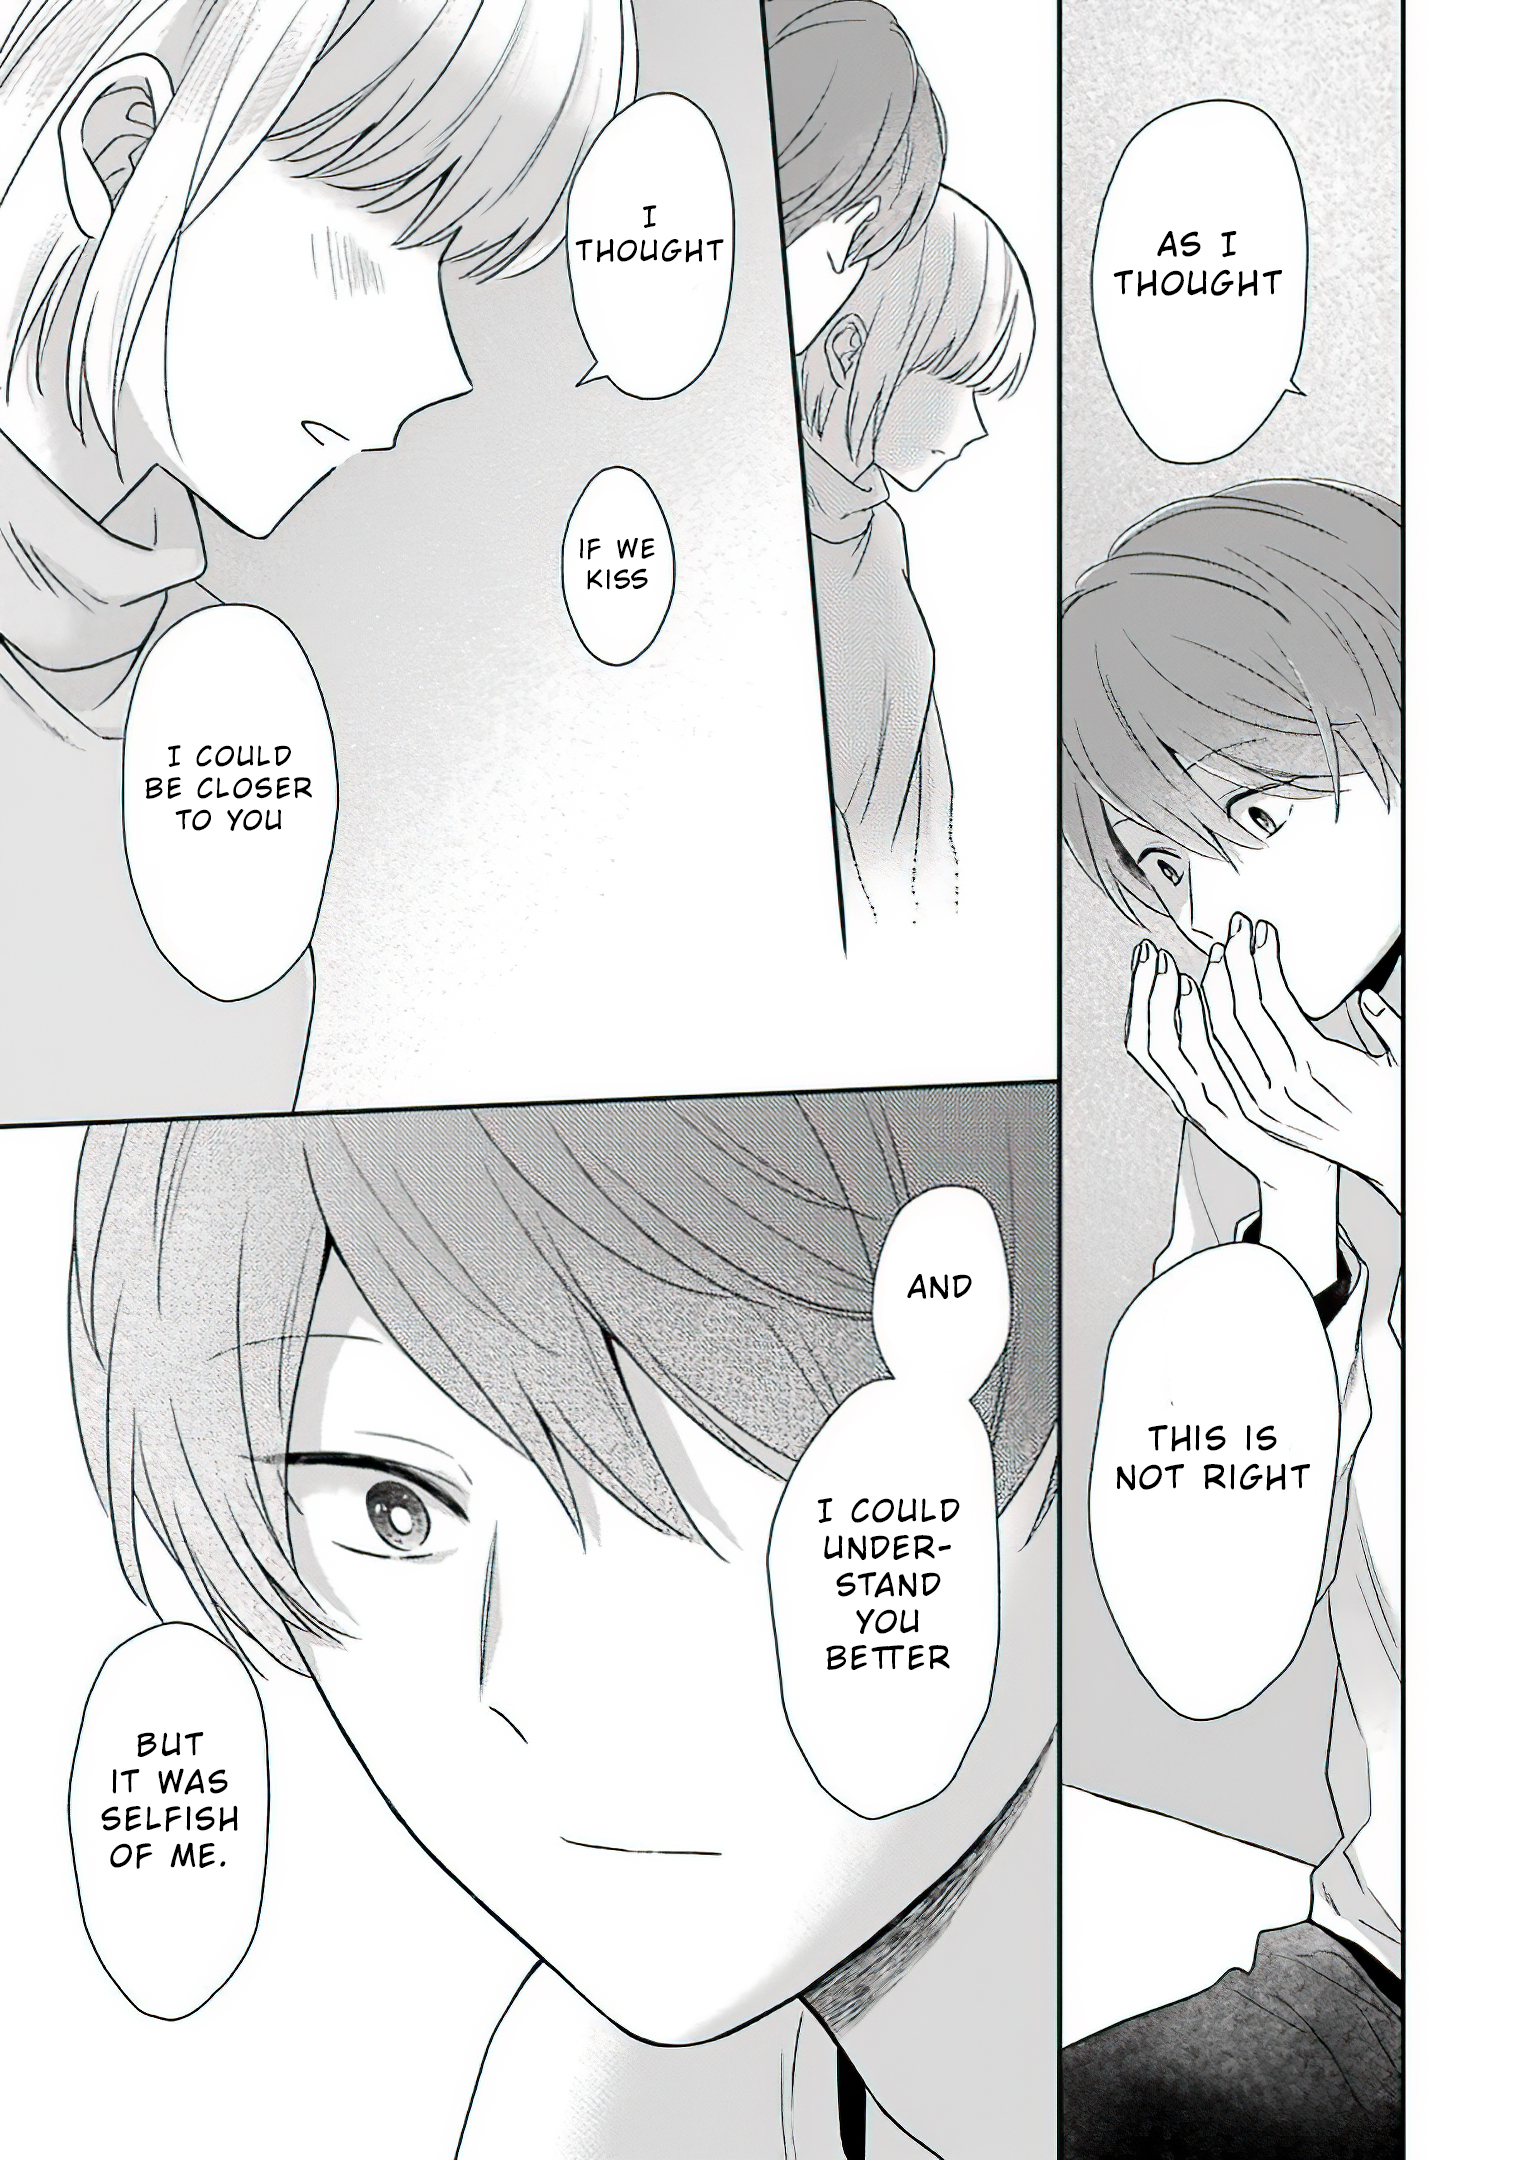 AS I
THOUGHT
THIS IS
NOT RIGHT
I
THOUGHT
IF WE
KISS
I COULD
BE CLOSER
TO YOU
AND
I COULD
UNDER-
STAND
YOU
BETTER
BUT
IT WAS
SELFISH
OF ME.